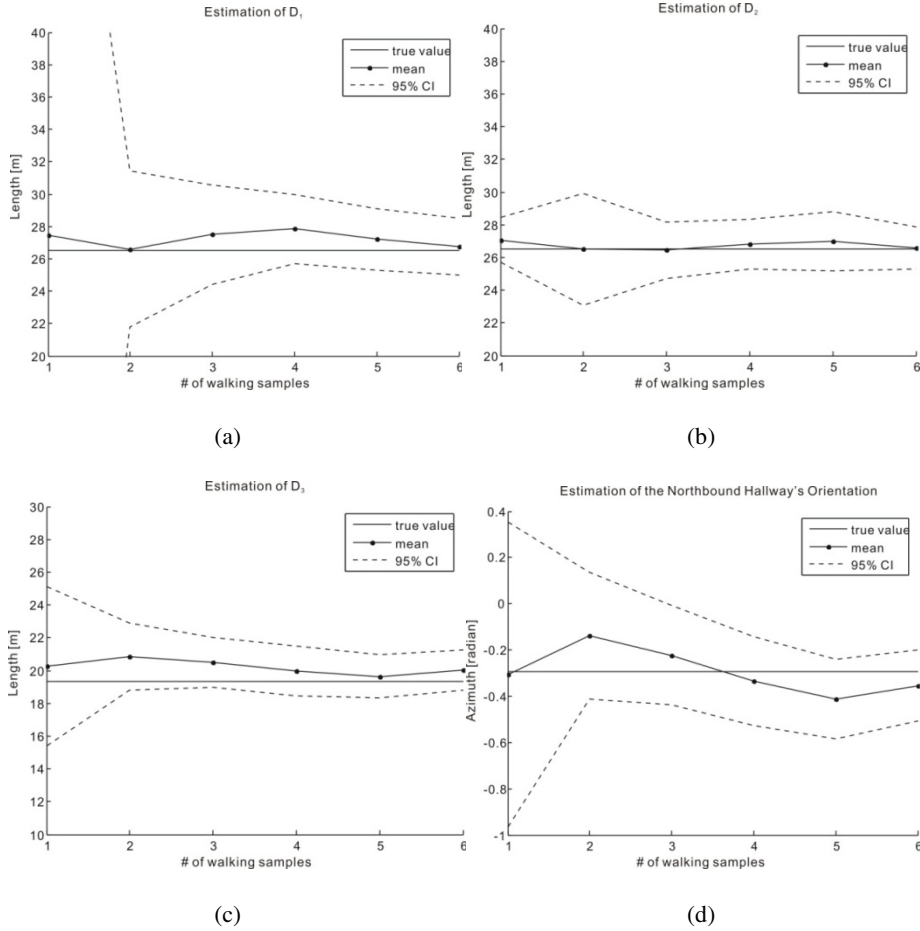 Estimation of D₁
40
38
36
34
32
30
28
26
24
22
20
Length [m]
true value
mean
95% CI
1 2 3 4 5 6
# of walking samples
(a)
Estimation of D₂
40
38
36
34
32
30
28
26
24
22
20
Length [m]
true value
mean
95% CI
1 2 3 4 5 6
# of walking samples
(b)
Estimation of D₃
30
28
26
24
22
20
18
16
14
12
10
Length [m]
true value
mean
95% CI
1 2 3 4 5 6
# of walking samples
(c)
Estimation of the Northbound Hallway's Orientation
0.4
0.2
0
-0.2
-0.4
-0.6
-0.8
-1
Azimuth [radian]
true value
mean
95% CI
1 2 3 4 5 6
# of walking samples
(d)